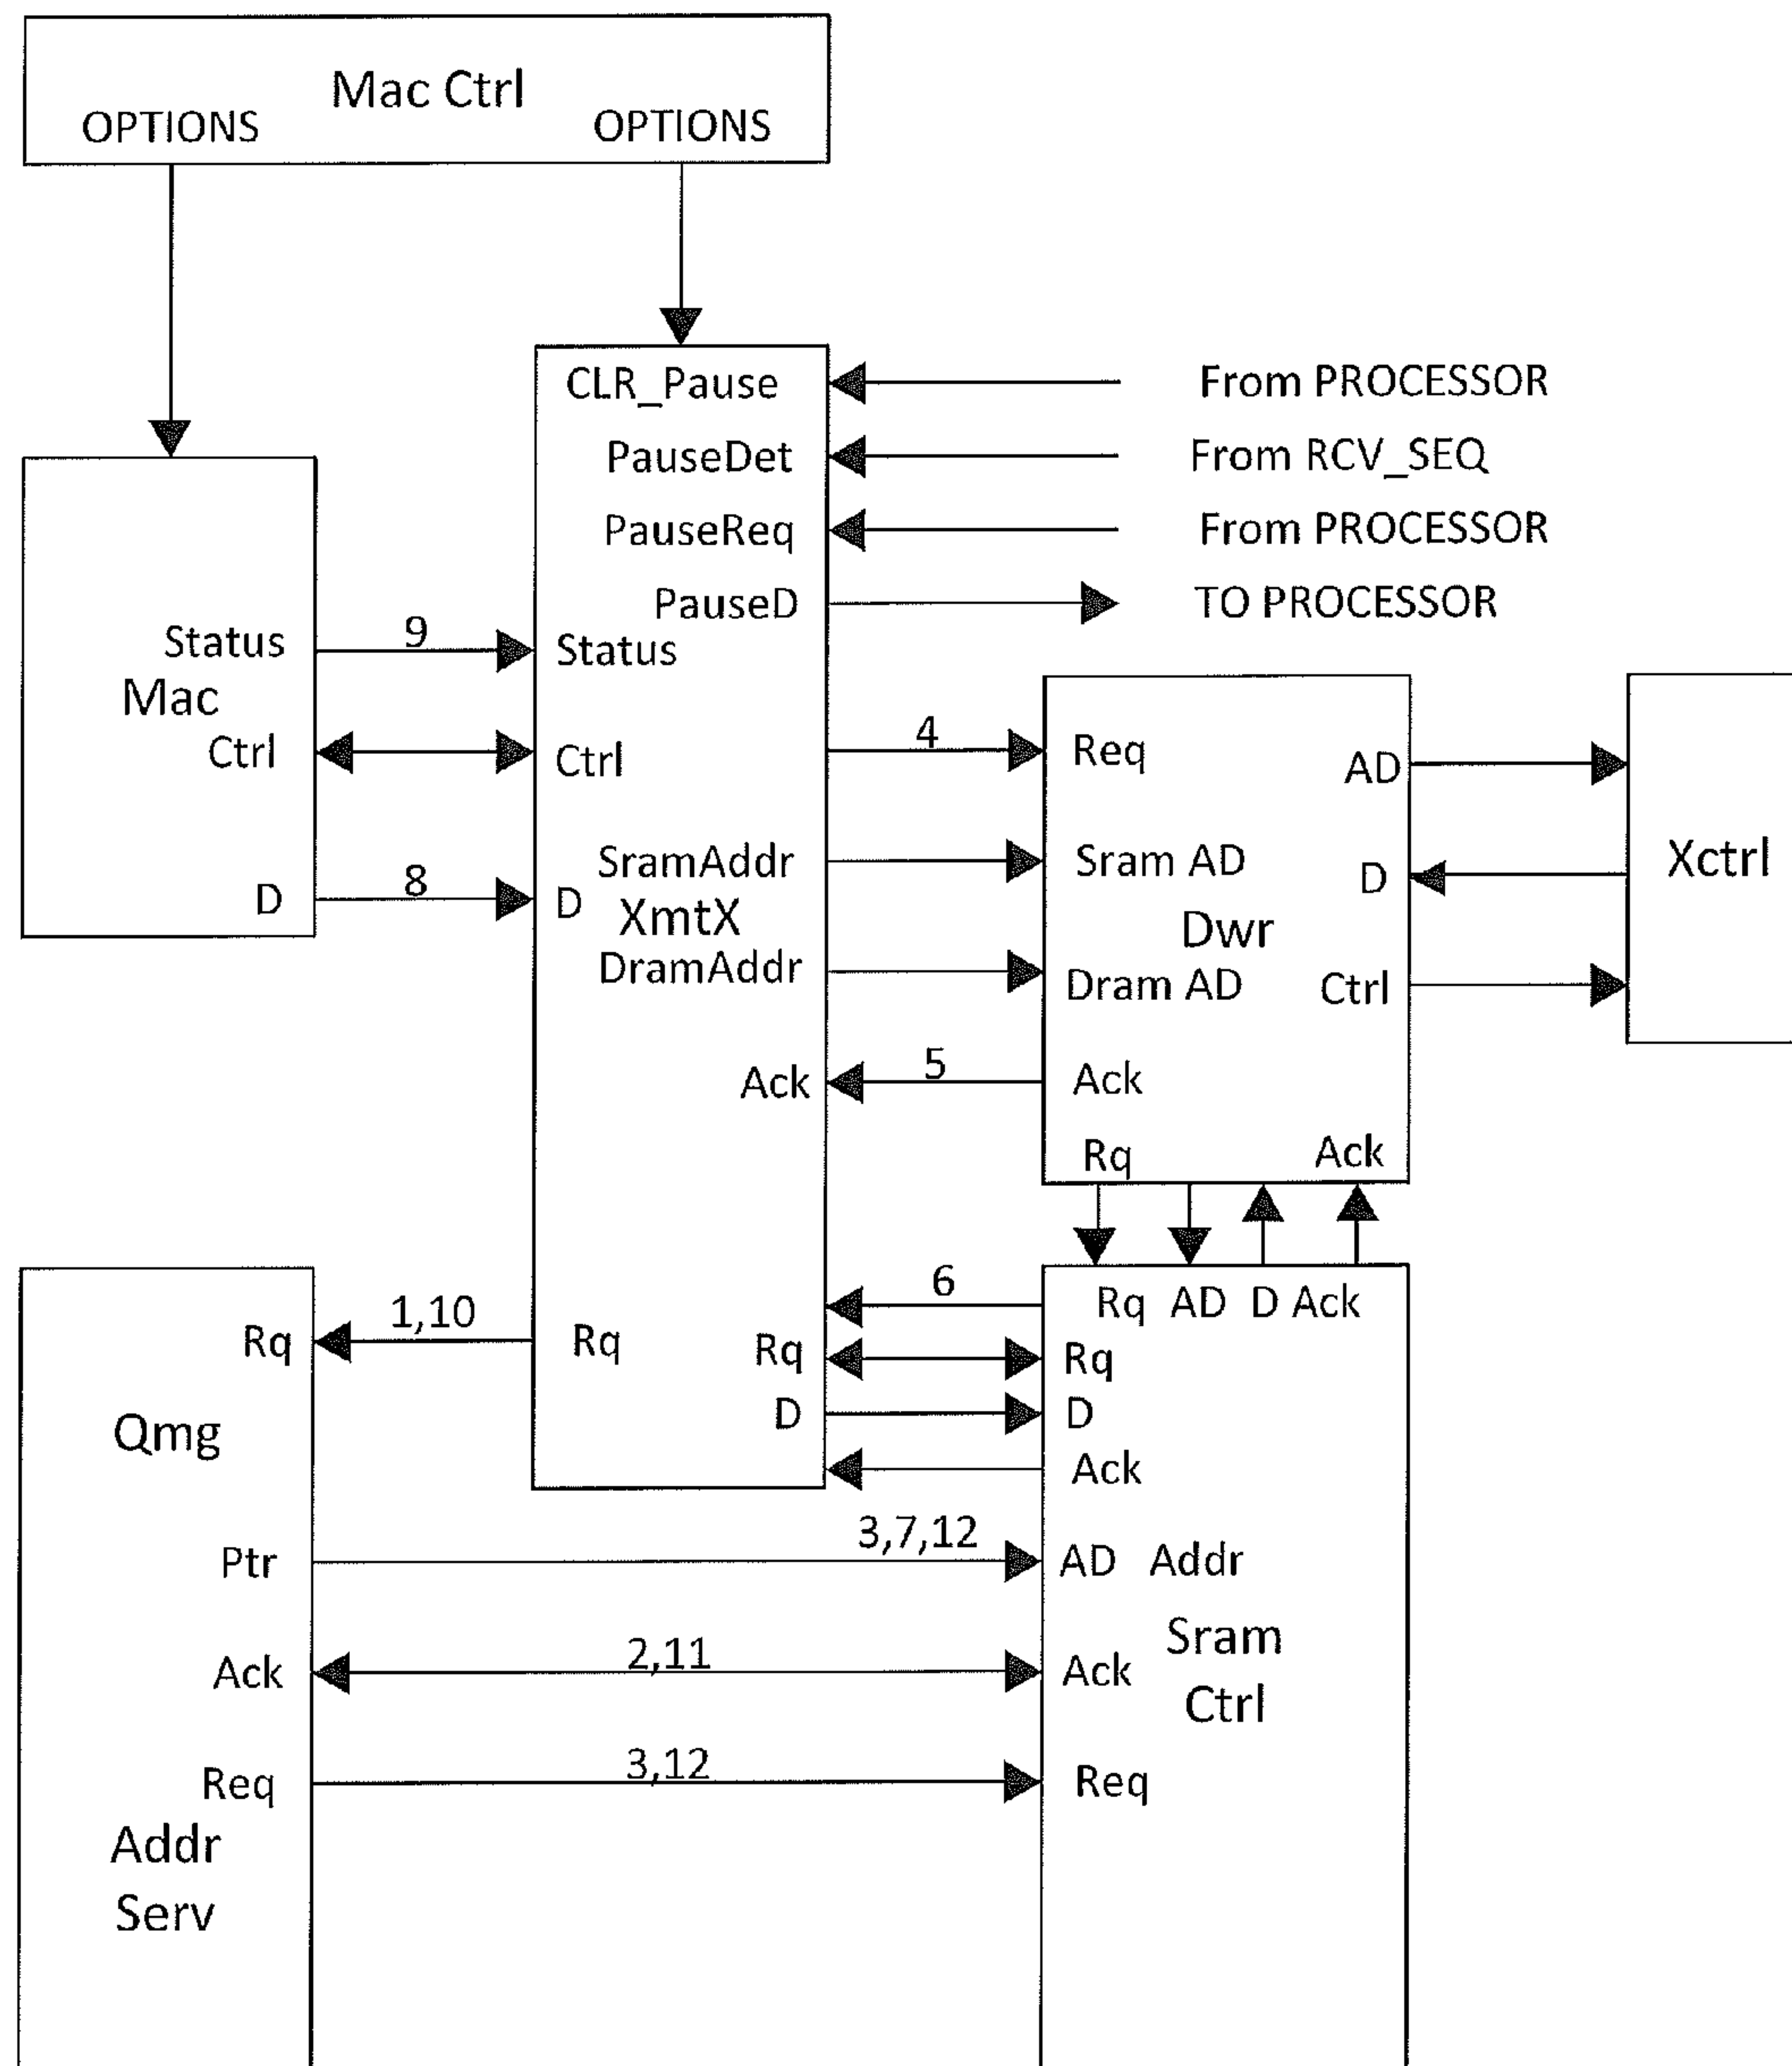 Mac Ctrl
OPTIONS OPTIONS
CLR_Pause From PROCESSOR
PauseDet From RCV_SEQ
PauseReq From PROCESSOR
PauseD TO PROCESSOR
Status 9 Status
Mac
Ctrl Ctrl 4 Req AD
SramAddr Sram AD Xctrl
D 8 D XmtX Dwr D
DramAddr Dram AD Ctrl
Ack 5 Ack
Rq Ack
6 Rq AD D Ack
Rq 1,10 Rq Rq Rq
Qmg D D
Ack
Ptr 3,7,12 AD Addr
Sram
Ack 2,11 Ack
Ctrl
Req 3,12 Req
Addr
Serv